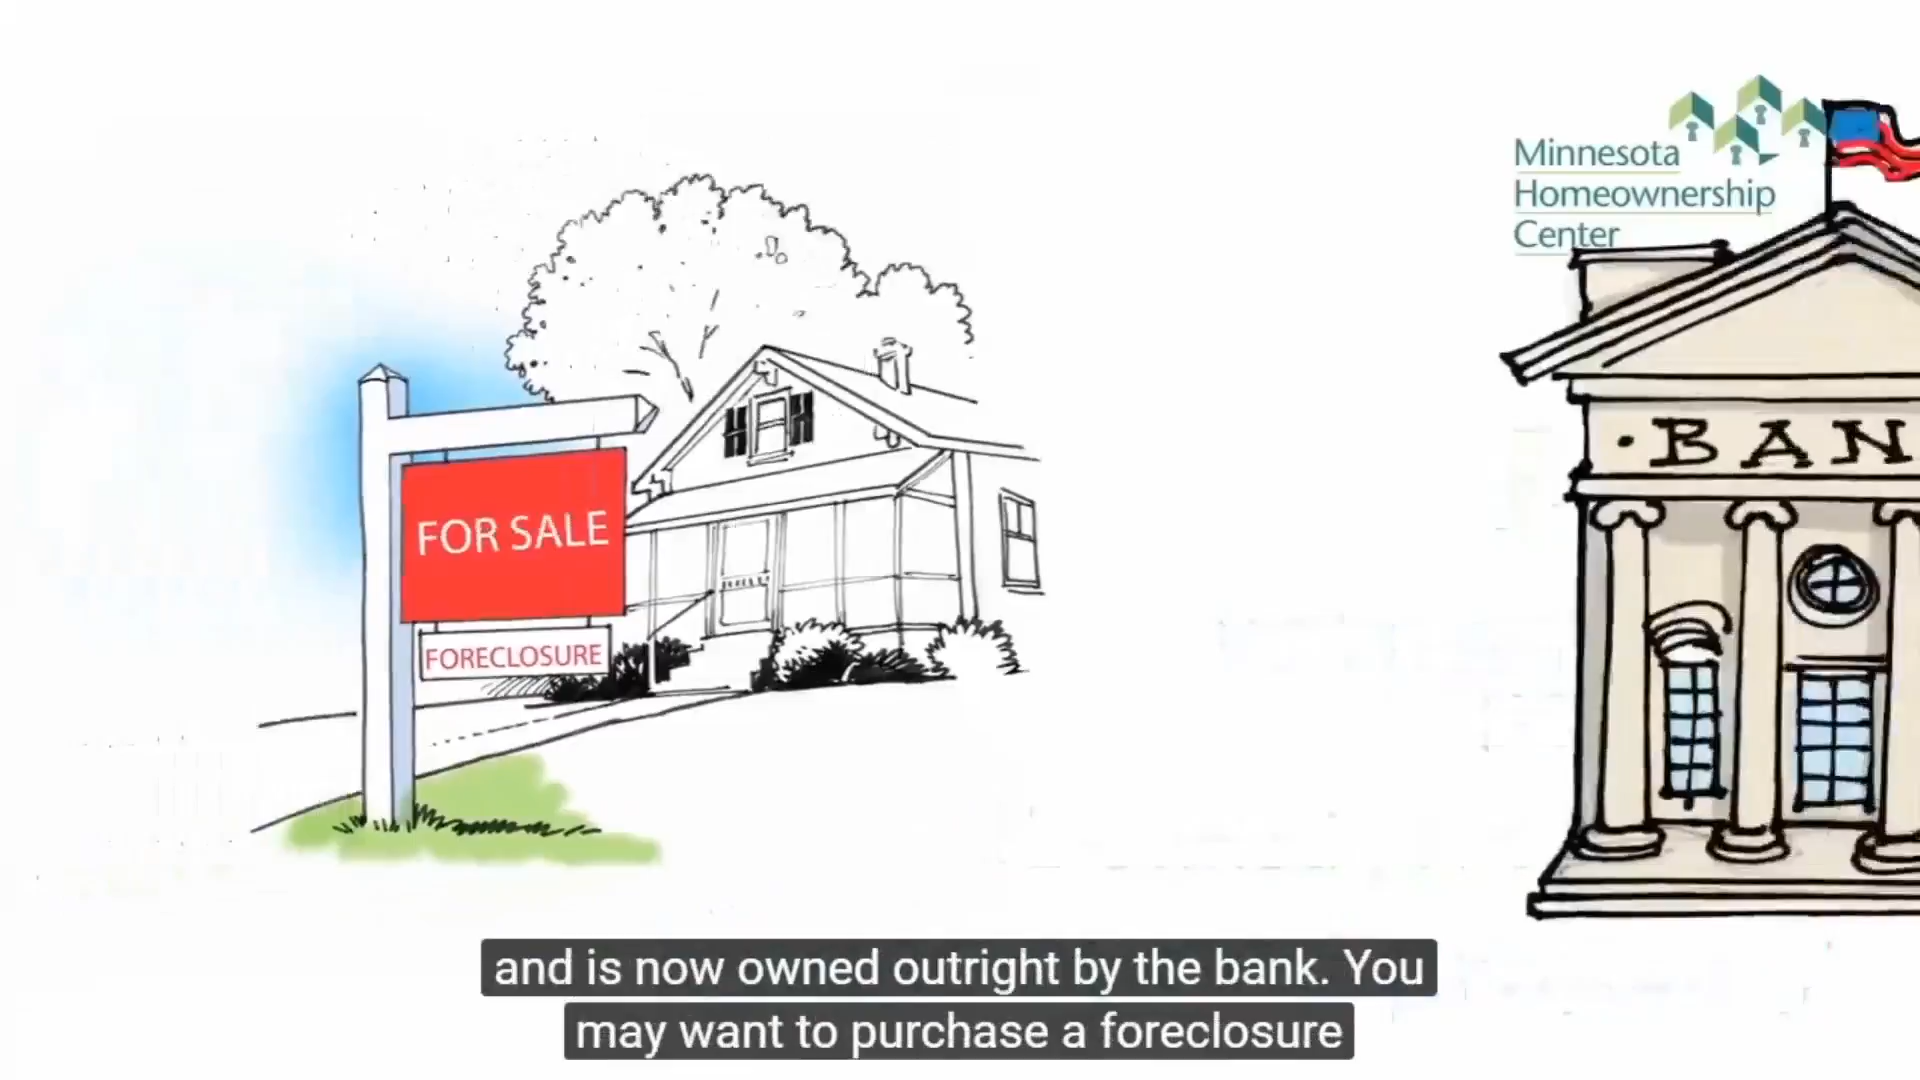 Minnesota
Homeownership
Center
· BAN
FOR SALE
FORECLOSURE
and is now owned outright by the bank. You
may want to purchase a foreclosure